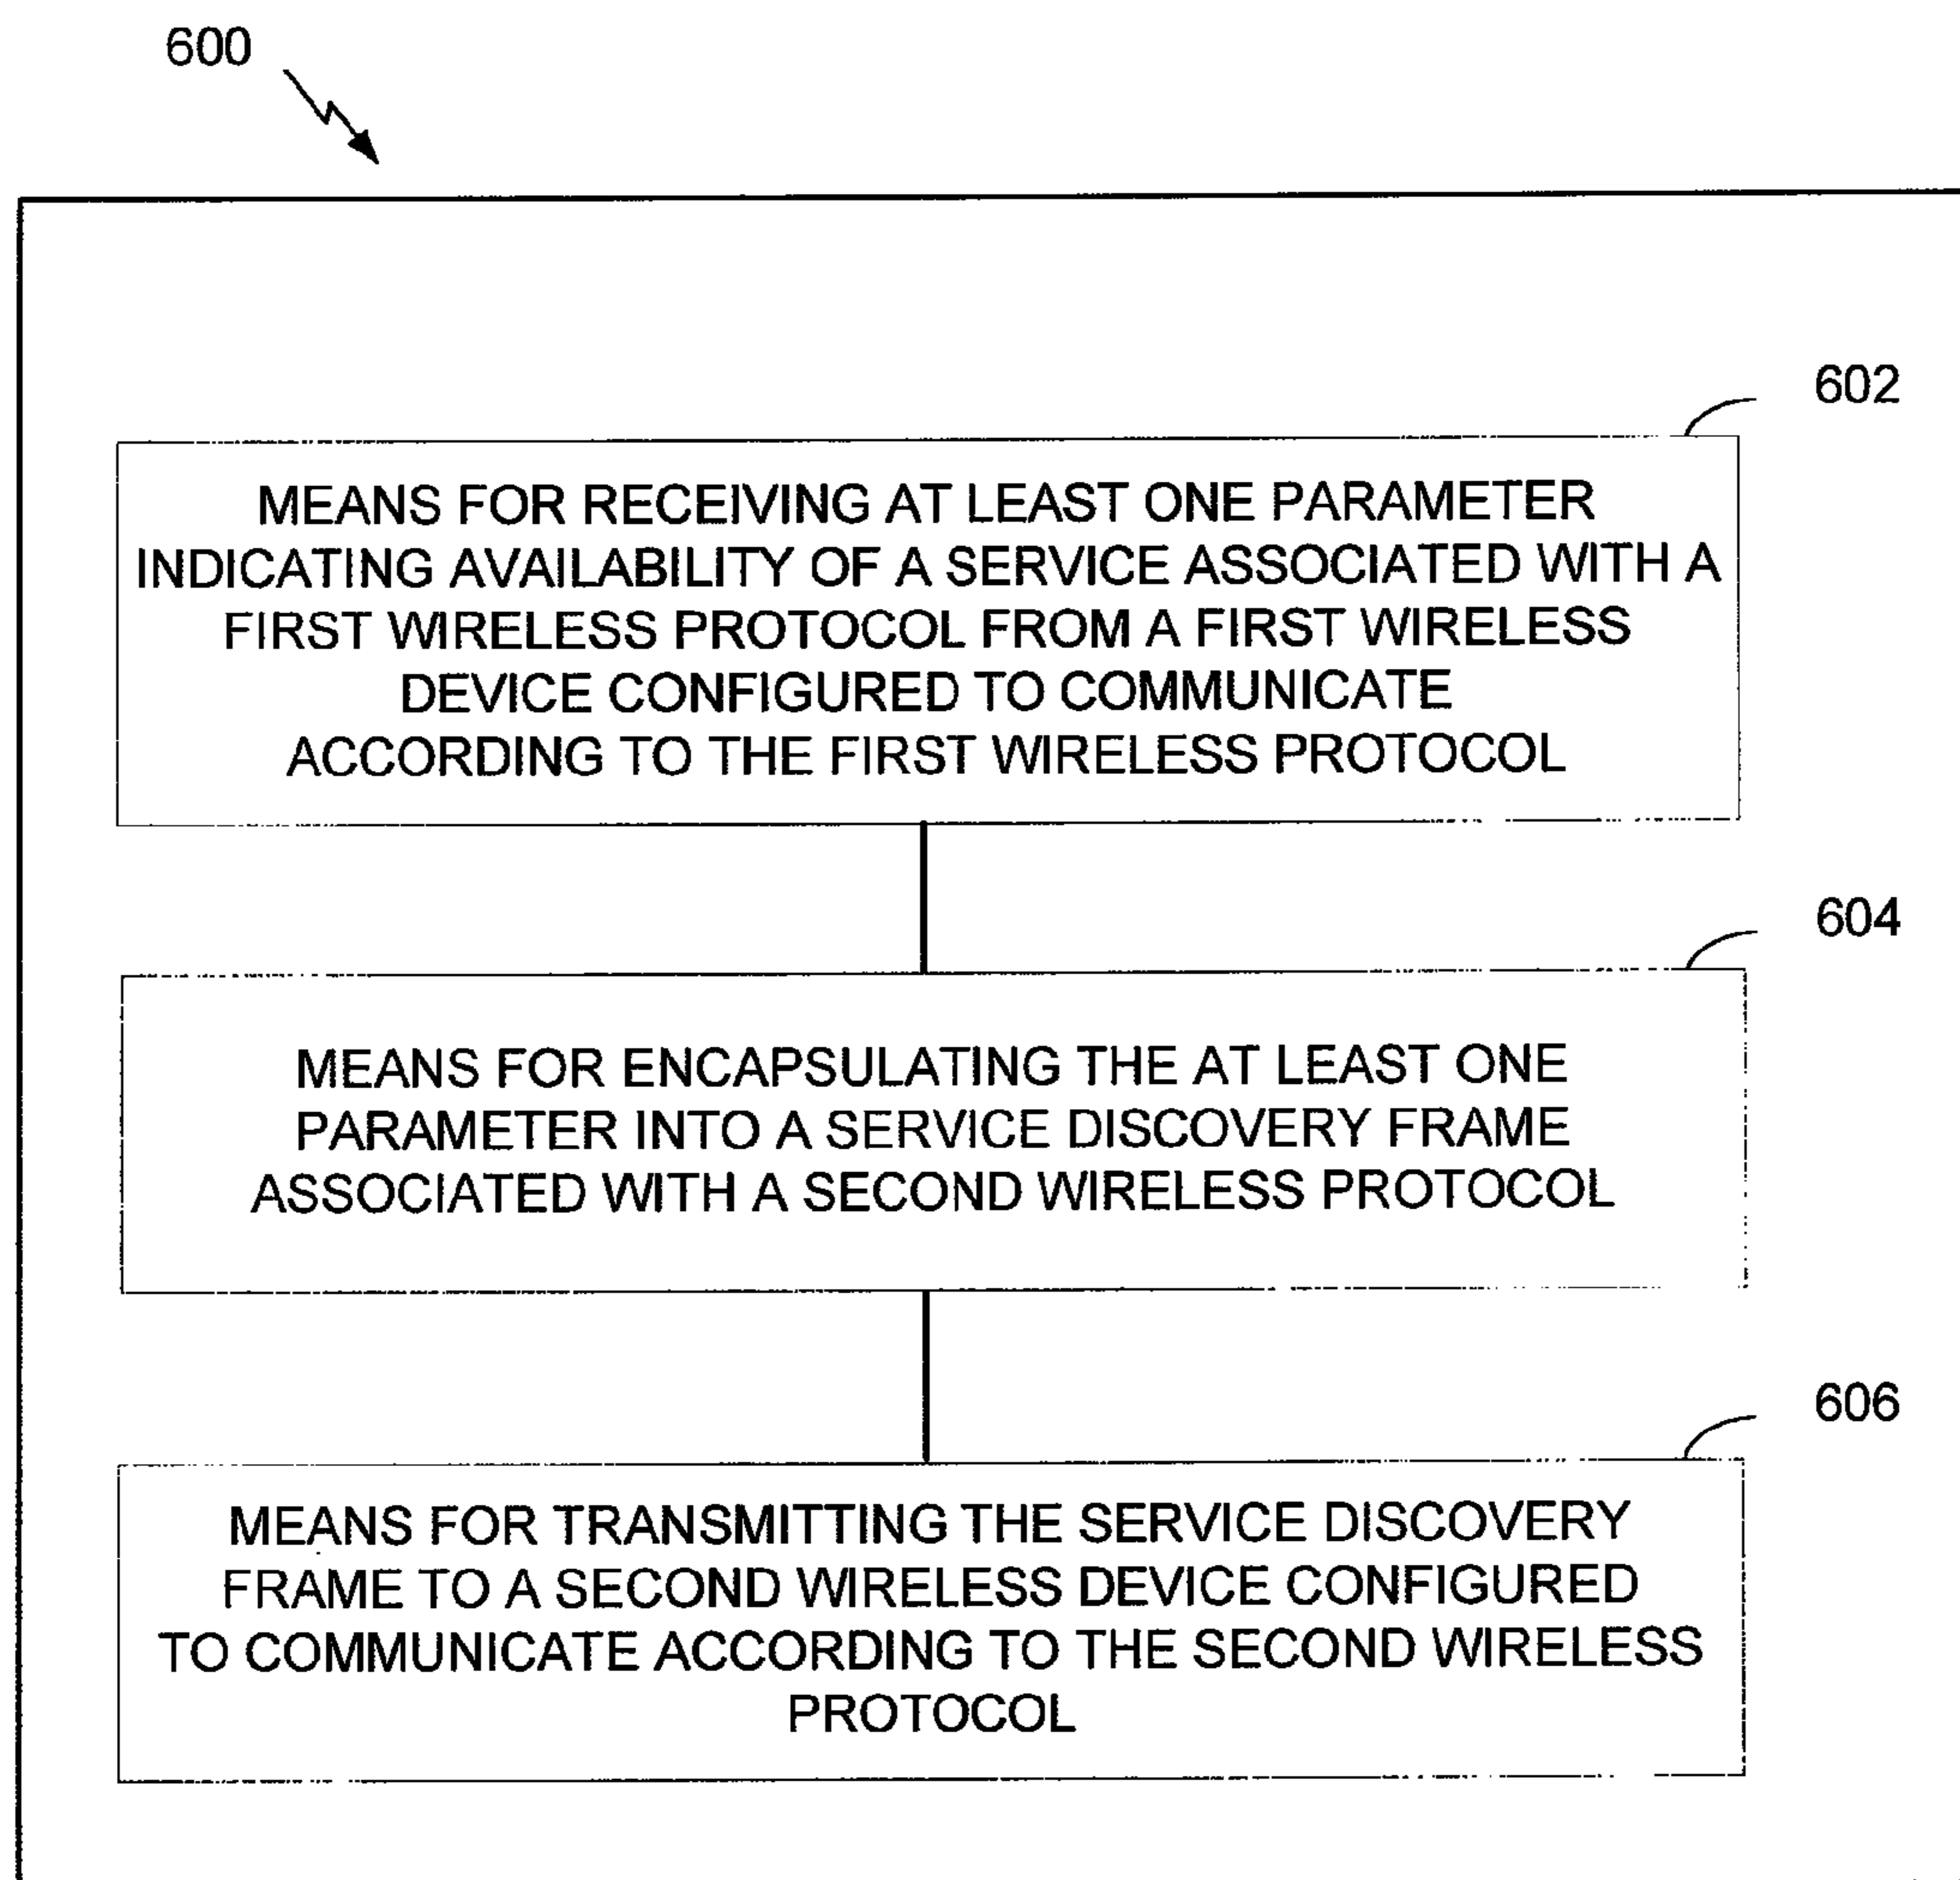 600
602
MEANS FOR RECEIVING AT LEAST ONE PARAMETER
INDICATING AVAILABILITY OF A SERVICE ASSOCIATED WITH A
FIRST WIRELESS PROTOCOL FROM A FIRST WIRELESS
DEVICE CONFIGURED TO COMMUNICATE
ACCORDING TO THE FIRST WIRELESS PROTOCOL
604
MEANS FOR ENCAPSULATING THE AT LEAST ONE
PARAMETER INTO A SERVICE DISCOVERY FRAME
ASSOCIATED WITH A SECOND WIRELESS PROTOCOL
606
MEANS FOR TRANSMITTING THE SERVICE DISCOVERY
FRAME TO A SECOND WIRELESS DEVICE CONFIGURED
TO COMMUNICATE ACCORDING TO THE SECOND WIRELESS
PROTOCOL